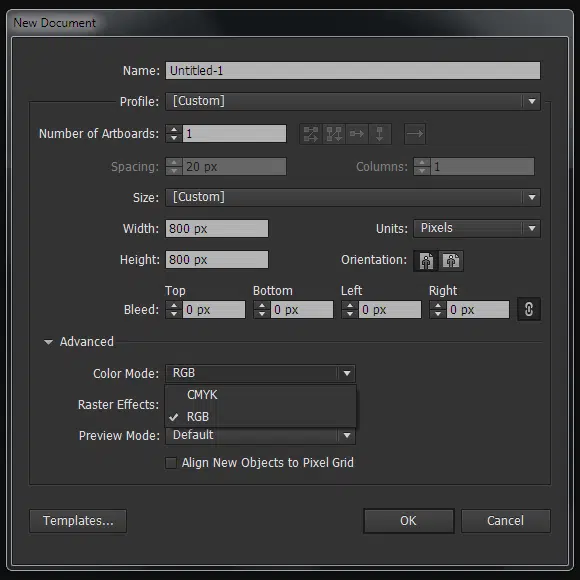 New Document
Name: Untitled-1
Profile: [Custom]
Number of Artboards: 1
Spacing: 20 px Columns: 1
Size: [Custom]
Width: 800 px Units: Pixels
Height: 800 px Orientation:
Top Bottom Left Right
Bleed: 0 px 0 px 0 px 0 px
Advanced
Color Mode: RGB
CMYK
Raster Effects:
RGB
Preview Mode: Default
Align New Objects to Pixel Grid
Templates... OK Cancel